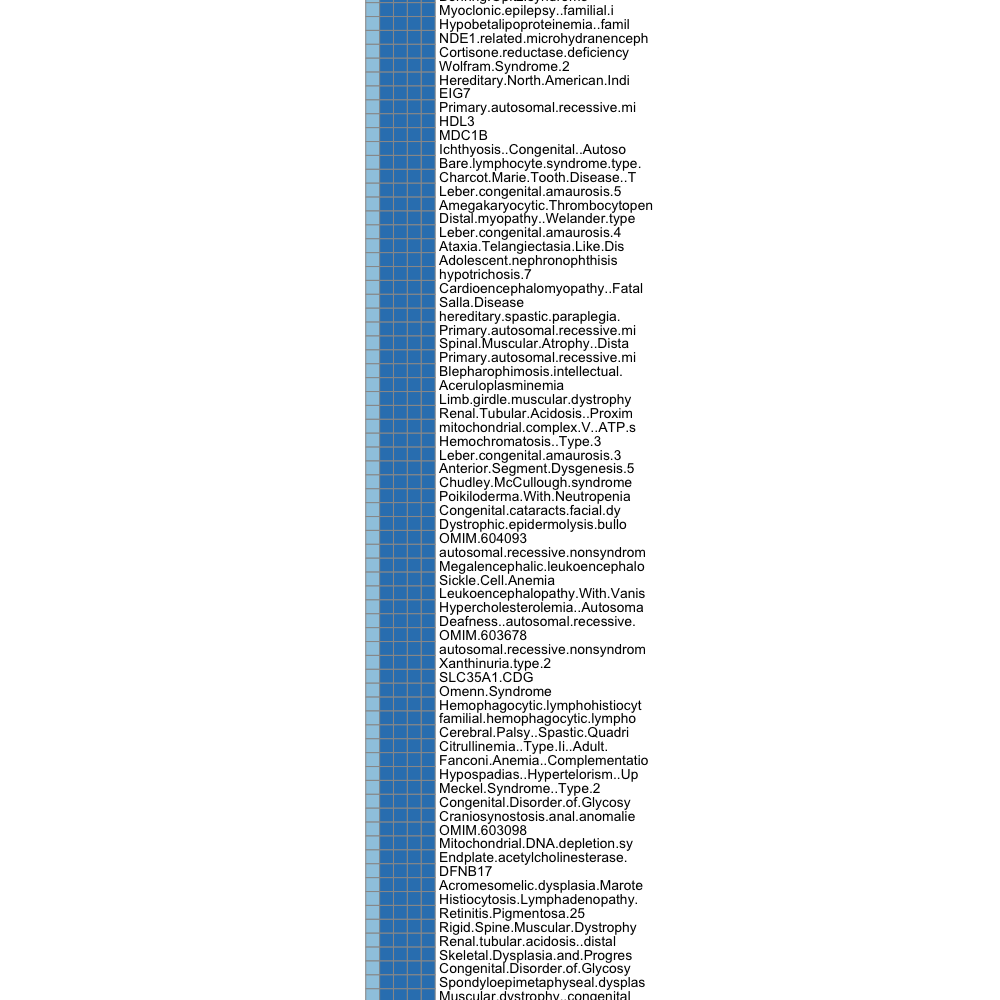 Myoclonic.epilepsy..familial.i
Hypobetalipoproteinemia..famil
NDE1.related.microhydranenceph
Cortisone.reductase.deficiency
Wolfram.Syndrome.2
Hereditary.North.American.Indi
EIG7
Primary.autosomal.recessive.mi
HDL3
MDC1B
Ichthyosis..Congenital..Autoso
Bare.lymphocyte.syndrome.type.
Charcot.Marie.Tooth.Disease..T
Leber.congenital.amaurosis.5
Amegakaryocytic.Thrombocytopen
Distal.myopathy..Welander.type
Leber.congenital.amaurosis.4
Ataxia.Telangiectasia.Like.Dis
Adolescent.nephronophthisis
hypotrichosis.7
Cardioencephalomyopathy..Fatal
Salla.Disease
hereditary.spastic.paraplegia.
Primary.autosomal.recessive.mi
Spinal.Muscular.Atrophy..Dista
Primary.autosomal.recessive.mi
Blepharophimosis.intellectual.
Aceruloplasminemia
Limb.girdle.muscular.dystrophy
Renal.Tubular.Acidosis..Proxim
mitochondrial.complex.V..ATP.s
Hemochromatosis..Type.3
Leber.congenital.amaurosis.3
Anterior.Segment.Dysgenesis.5
Chudley.McCullough.syndrome
Poikiloderma.With.Neutropenia
Congenital.cataracts.facial.dy
Dystrophic.epidermolysis.bullo
OMIM.604093
autosomal.recessive.nonsyndrom
Megalencephalic.leukoencephalo
Sickle.Cell.Anemia
Leukoencephalopathy.With.Vanis
Hypercholesterolemia..Autosoma
Deafness..autosomal.recessive.
OMIM.603678
autosomal.recessive.nonsyndrom
Xanthinuria.type.2
SLC35A1.CDG
Omenn.Syndrome
Hemophagocytic.lymphohistiocyt
familial.hemophagocytic.lympho
Cerebral.Palsy..Spastic.Quadri
Citrullinemia..Type.Ii..Adult.
Fanconi.Anemia..Complementatio
Hypospadias..Hypertelorism..Up
Meckel.Syndrome..Type.2
Congenital.Disorder.of.Glycosy
Craniosynostosis.anal.anomalie
OMIM.603098
Mitochondrial.DNA.depletion.sy
Endplate.acetylcholinesterase.
DFNB17
Acromesomelic.dysplasia.Marote
Histiocytosis.Lymphadenopathy.
Retinitis.Pigmentosa.25
Rigid.Spine.Muscular.Dystrophy
Renal.tubular.acidosis..distal
Skeletal.Dysplasia.and.Progres
Congenital.Disorder.of.Glycosy
Spondyloepimetaphyseal.dysplas
Muscular.dystrophy..congenital